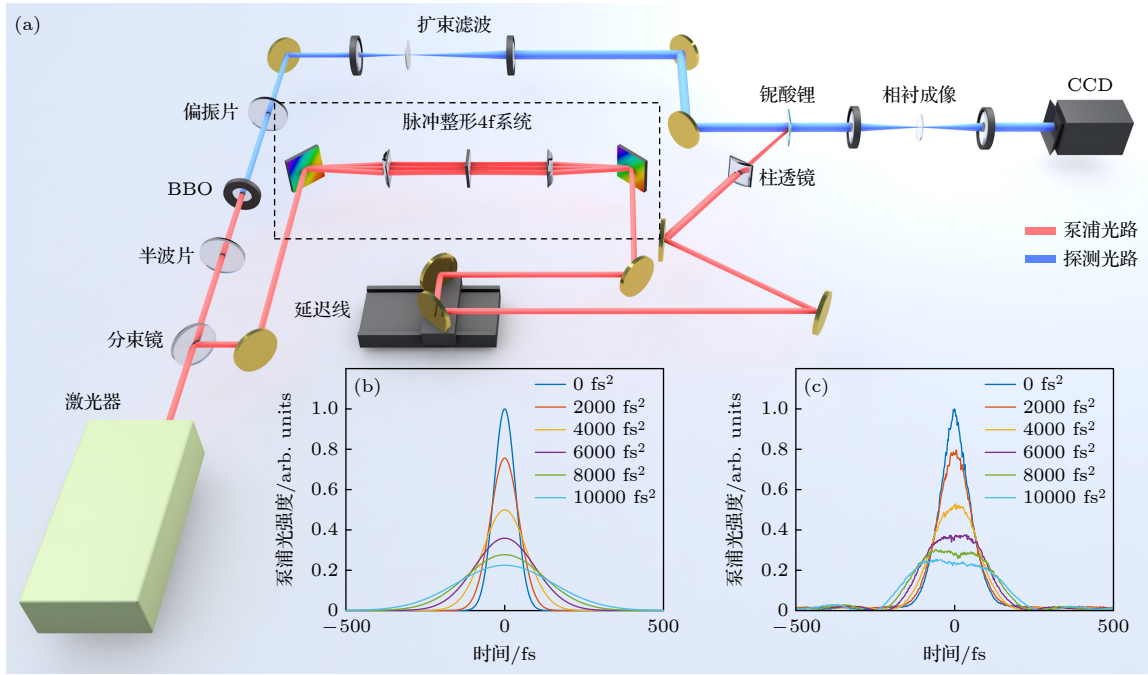 (a)
扩束滤波
偏振片
脉冲整形4f系统
铌酸锂
相衬成像
CCD
BBO
柱透镜
半波片
泵浦光路
探测光路
延迟线
分束镜
激光器
(b)
0 fs²
2000 fs²
4000 fs²
6000 fs²
8000 fs²
10000 fs²
1.0
0.8
0.6
0.4
0.2
0
−500
0
500
时间/fs
泵浦光强度/arb. units
(c)
0 fs²
2000 fs²
4000 fs²
6000 fs²
8000 fs²
10000 fs²
1.0
0.8
0.6
0.4
0.2
0
−500
0
500
时间/fs
泵浦光强度/arb. units